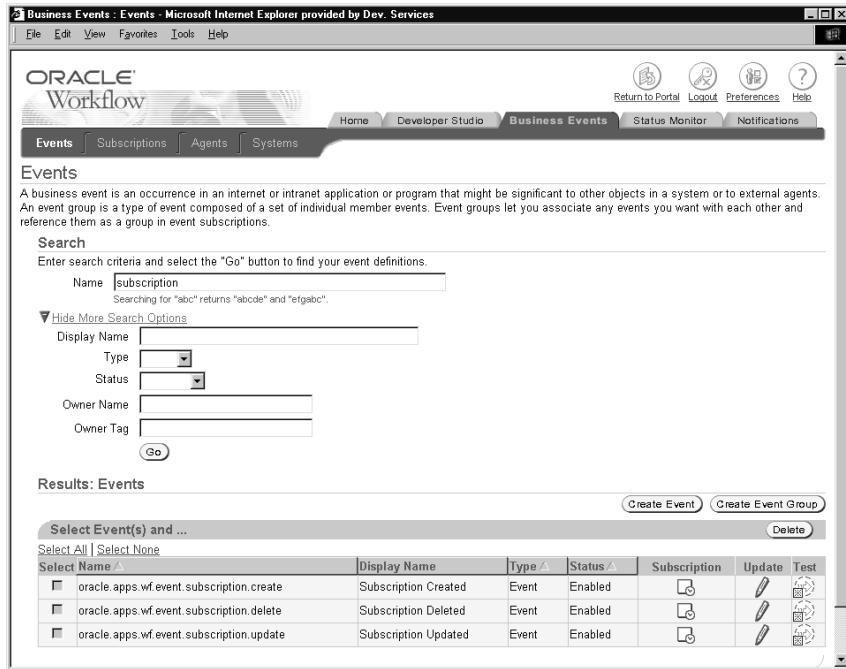 Business Events : Events - Microsoft Internet Explorer provided by Dev. Services
File Edit View Favorites Tools Help
ORACLE'
Workflow
Return to Portal Logout Preferences Help
Home Developer Studio Business Events Status Monitor Notifications
Events Subscriptions Agents Systems
Events
A business event is an occurrence in an internet or intranet application or program that might be significant to other objects in a system or to external agents.
An event group is a type of event composed of a set of individual member events. Event groups let you associate any events you want with each other and
reference them as a group in event subscriptions.
Search
Enter search criteria and select the "Go" button to find your event definitions.
Name subscription
Searching for "abc" returns "abcde" and "efgabc".
Hide More Search Options
Display Name
Type
Status
Owner Name
Owner Tag
Go
Results: Events
Create Event Create Event Group
Select Event(s) and ... Delete
Select All | Select None
Select Name Display Name Type Status Subscription Update Test
oracle.apps.wf.event.subscription.create Subscription Created Event Enabled
oracle.apps.wf.event.subscription.delete Subscription Deleted Event Enabled
oracle.apps.wf.event.subscription.update Subscription Updated Event Enabled